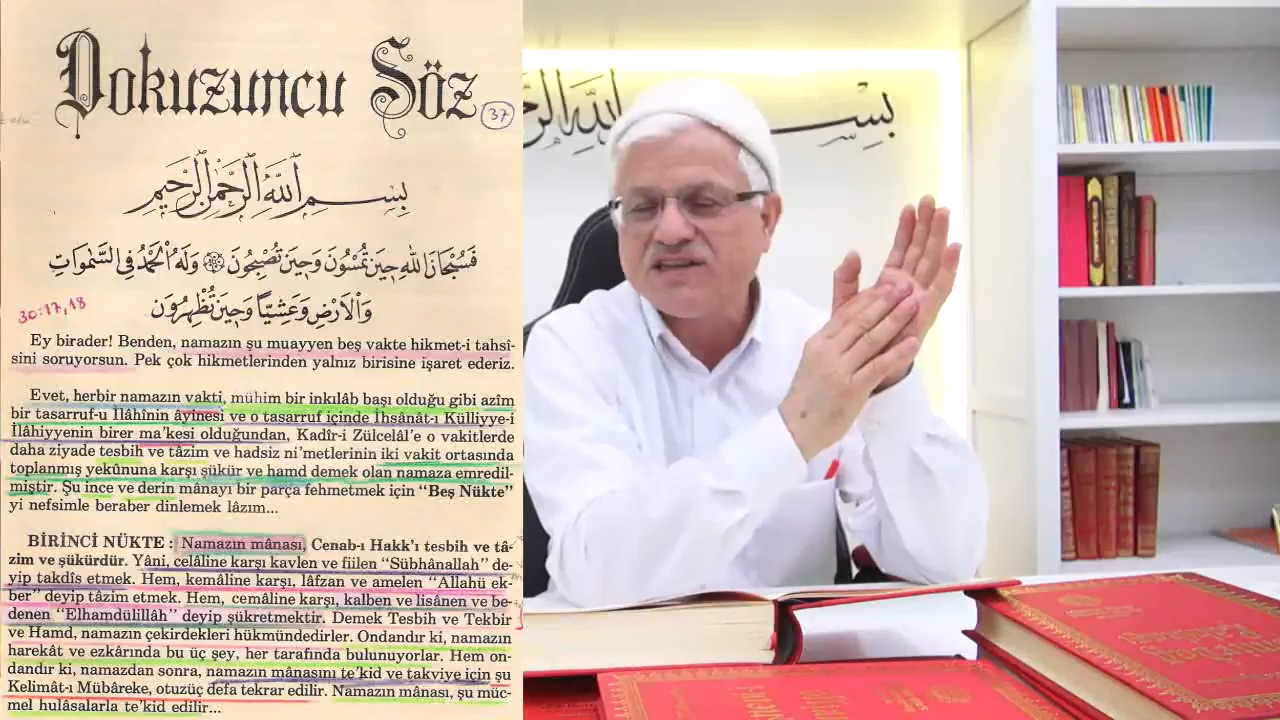 Dokuzuncu Söz
37
بِسْمِ اللَّهِ الرَّحْمَٰنِ الرَّحِيمِ
فَسُبْحَانَ اللهِ حِينَ تُمْسُونَ وَحِينَ تُصْبِحُونَ ۞ وَلَهُ الْحَمْدُ فِى السَّمٰوَاتِ
وَالْاَرْضِ وَعَشِيًّا وَحِينَ تُظْهِرُونَ
30:17,18
Ey birader! Benden, namazın şu muayyen beş vakte hikmet-i tahsi-
sini soruyorsun. Pek çok hikmetlerinden yalnız birisine işaret ederiz.
Evet, herbir namazın vakti, mühim bir inkılâb başı olduğu gibi azîm
bir tasarruf-u İlâhînin âyinesi ve o tasarruf içinde İhsânât-ı Külliyye-i
İlâhiyyenin birer ma'kesi olduğundan, Kadîr-i Zülcelâl'e o vakitlerde
daha ziyade tesbih ve tâzim ve hadsiz ni'metlerinin iki vakit ortasında
toplanmış yekûnuna karşı şükür ve hamd demek olan namaza emredil-
miştir. Şu ince ve derin mânayı bir parça fehmetmek için "Beş Nükte"
yi nefsimle beraber dinlemek lâzım...
BİRİNCİ NÜKTE : Namazın mânası, Cenab-ı Hakk'ı tesbih ve tâ-
zim ve şükürdür. Yâni, celâline karşı kavlen ve fiilen "Sübhânallah" de-
yip takdîs etmek. Hem, kemâline karşı, lâfzan ve amelen "Allahü ek-
ber" deyip tâzim etmek. Hem, cemâline karşı, kalben ve lisânen ve be-
denen "Elhamdülillâh" deyip şükretmektir. Demek Tesbih ve Tekbir
ve Hamd, namazın çekirdekleri hükmündedirler. Ondandır ki, namazın
harekât ve ezkârında bu üç şey, her tarafında bulunuyorlar. Hem on-
dandır ki, namazdan sonra, namazın mânasını te'kid ve takviye için şu
Kelimât-ı Mübâreke, otuzüç defa tekrar edilir. Namazın mânası, şu müc-
mel hulâsalarla te'kid edilir...
بِسْمِ اللَّهِ